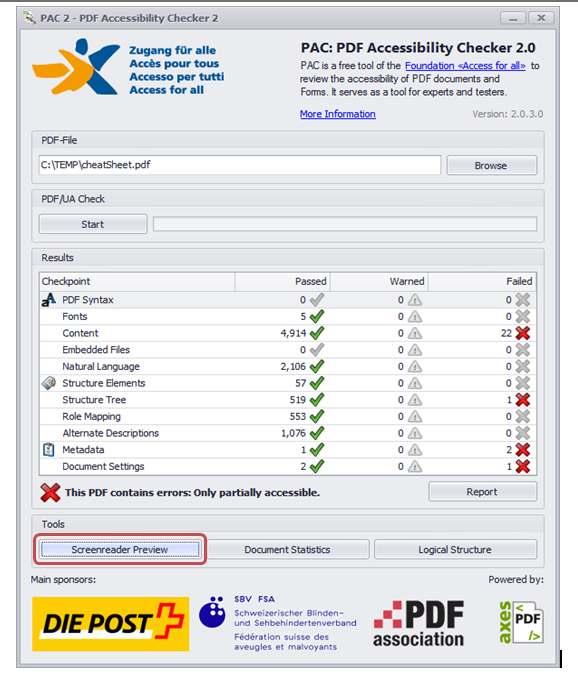 PAC 2 - PDF Accessibility Checker 2
Zugang für alle
Accès pour tous
Accesso per tutti
Access for all
PAC: PDF Accessibility Checker 2.0
PAC is a free tool of the Foundation «Access for all» to
review the accessibility of PDF documents and
Forms. It serves as a tool for experts and testers.
More Information
Version: 2.0.3.0
PDF-File
C:\TEMP\cheatSheet.pdf
Browse
PDF/UA Check
Start
Results
Checkpoint Passed Warned Failed
PDF Syntax 0 0 0
Fonts 5 0 0
Content 4,914 0 22
Embedded Files 0 0 0
Natural Language 2,106 0 0
Structure Elements 57 0 0
Structure Tree 519 0 1
Role Mapping 553 0 0
Alternate Descriptions 1,076 0 0
Metadata 1 0 2
Document Settings 2 0 1
This PDF contains errors: Only partially accessible.
Report
Tools
Screenreader Preview
Document Statistics
Logical Structure
Main sponsors:
Powered by:
DIE POST
SBV FSA
Schweizerischer Blinden-
und Sehbehindertenverband
Fédération suisse des
aveugles et malvoyants
PDF
association
axes
PDF